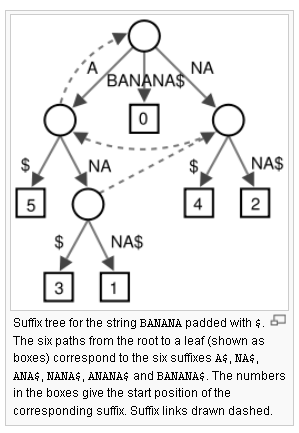 A
BANANA$
NA
0
$
NA
$
NA$
5
4
2
$
NA$
3
1
Suffix tree for the string BANANA padded with $.
The six paths from the root to a leaf (shown as
boxes) correspond to the six suffixes A$, NA$,
ANA$, NANA$, ANANA$ and BANANA$. The numbers
in the boxes give the start position of the
corresponding suffix. Suffix links drawn dashed.